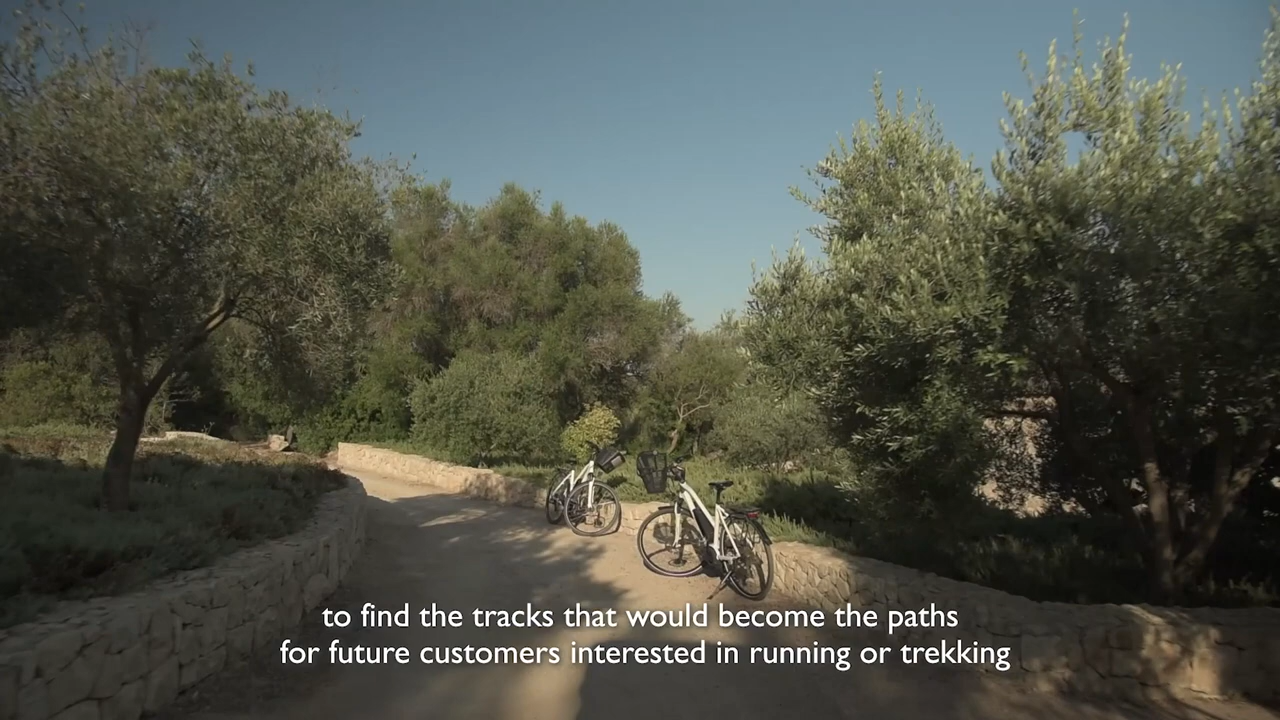 to find the tracks that would become the paths
for future customers interested in running or trekking